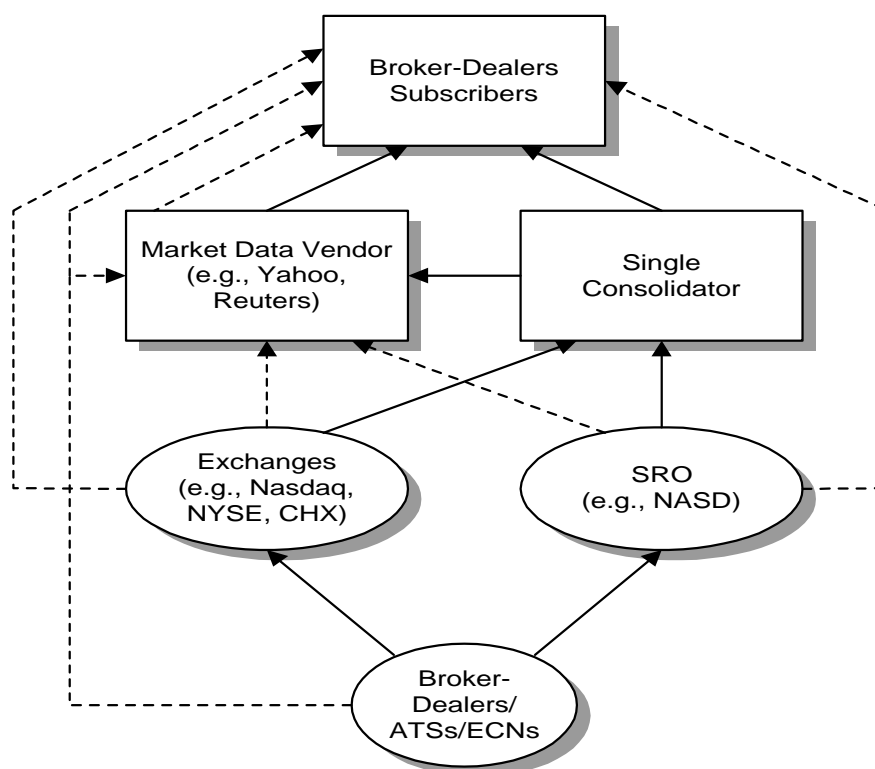 Broker-Dealers
Subscribers
Market Data Vendor
(e.g., Yahoo,
Reuters)
Single
Consolidator
Exchanges
(e.g., Nasdaq,
NYSE, CHX)
SRO
(e.g., NASD)
Broker-
Dealers/
ATSs/ECNs